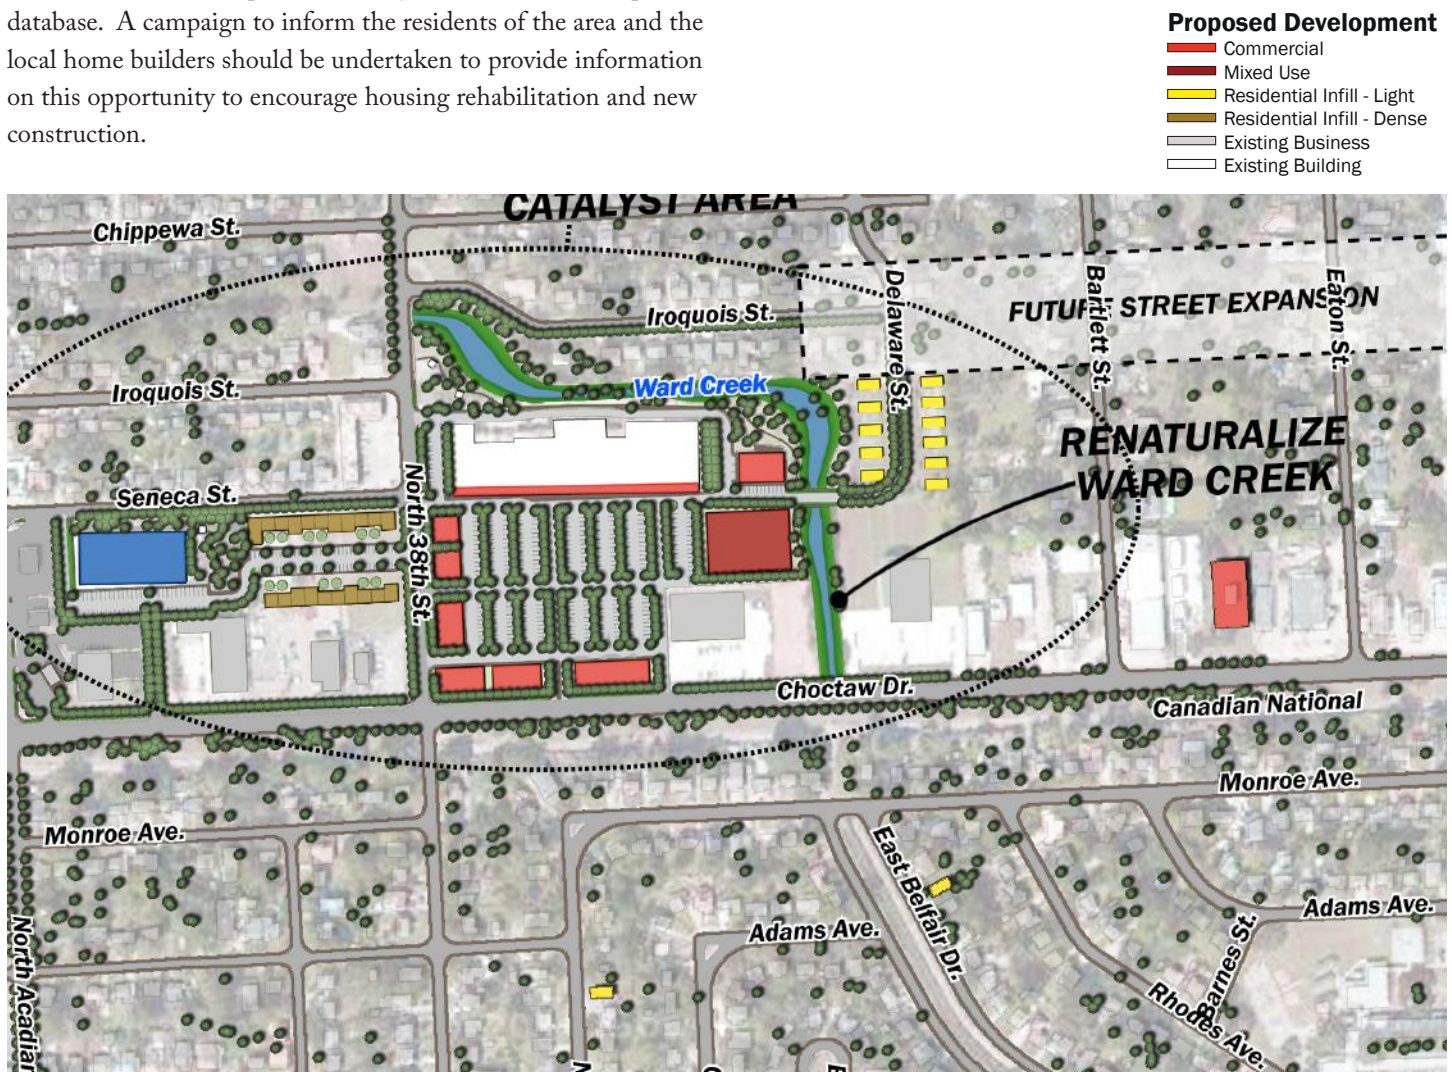 database. A campaign to inform the residents of the area and the
local home builders should be undertaken to provide information
on this opportunity to encourage housing rehabilitation and new
construction.
Proposed Development
Commercial
Mixed Use
Residential Infill - Light
Residential Infill - Dense
Existing Business
Existing Building
CATALYST AREA
Chippewa St.
Iroquois St.
Delaware St.
Bartlett St.
Eaton St.
FUTURE STREET EXPANSION
Iroquois St.
Ward Creek
RENATURALIZE
WARD CREEK
Seneca St.
North 38th St.
Choctaw Dr.
Canadian National
Monroe Ave.
Monroe Ave.
East Belfair Dr.
Adams Ave.
Adams Ave.
Barnes St.
Rhodes Ave.
North Acadian